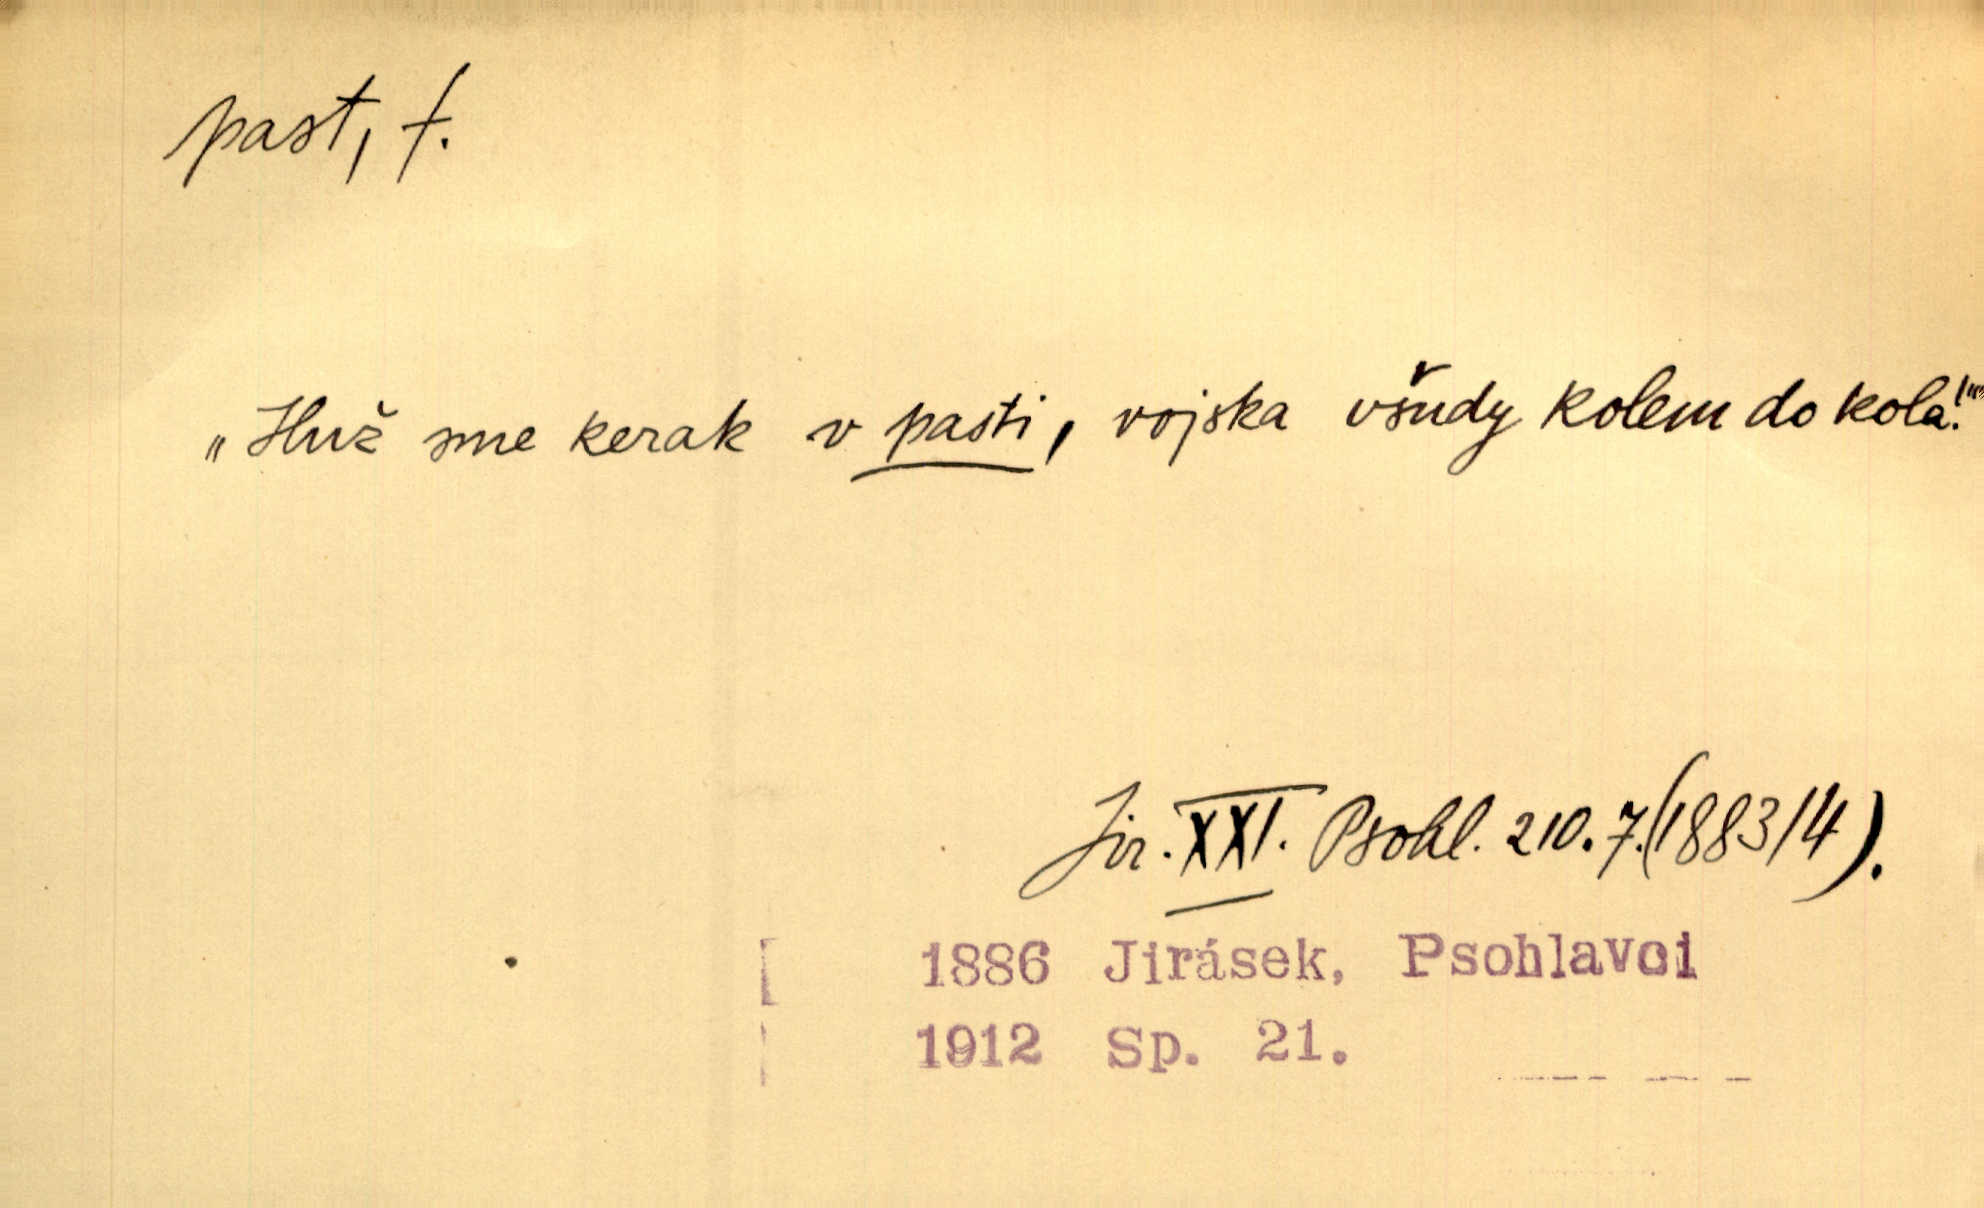 past, f.
„Huž sme kerak v pasti, vojska všudy kolem do kola!"
Jir. XXI. Psohl. 210. 7. (1883/4).
1886 Jirásek, Psohlavci
1912 Sp. 21.